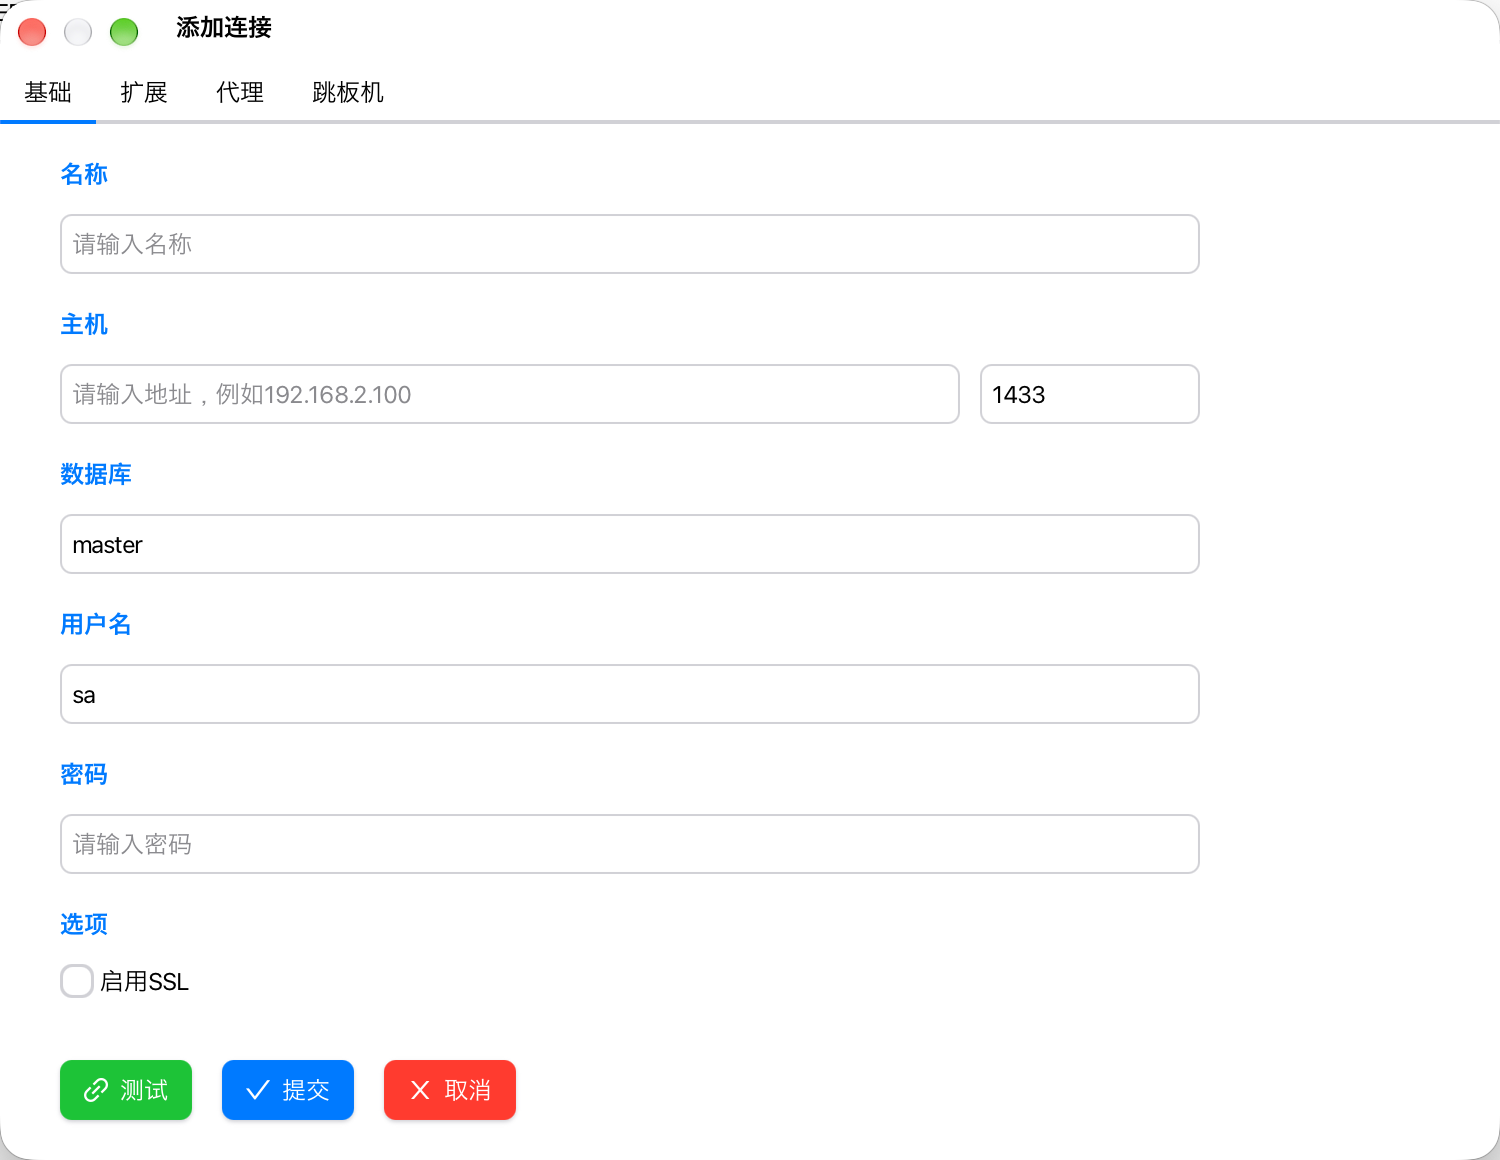 添加连接
基础 扩展 代理 跳板机
名称
请输入名称
主机
请输入地址，例如192.168.2.100 1433
数据库
master
用户名
sa
密码
请输入密码
选项
启用SSL
测试 提交 取消